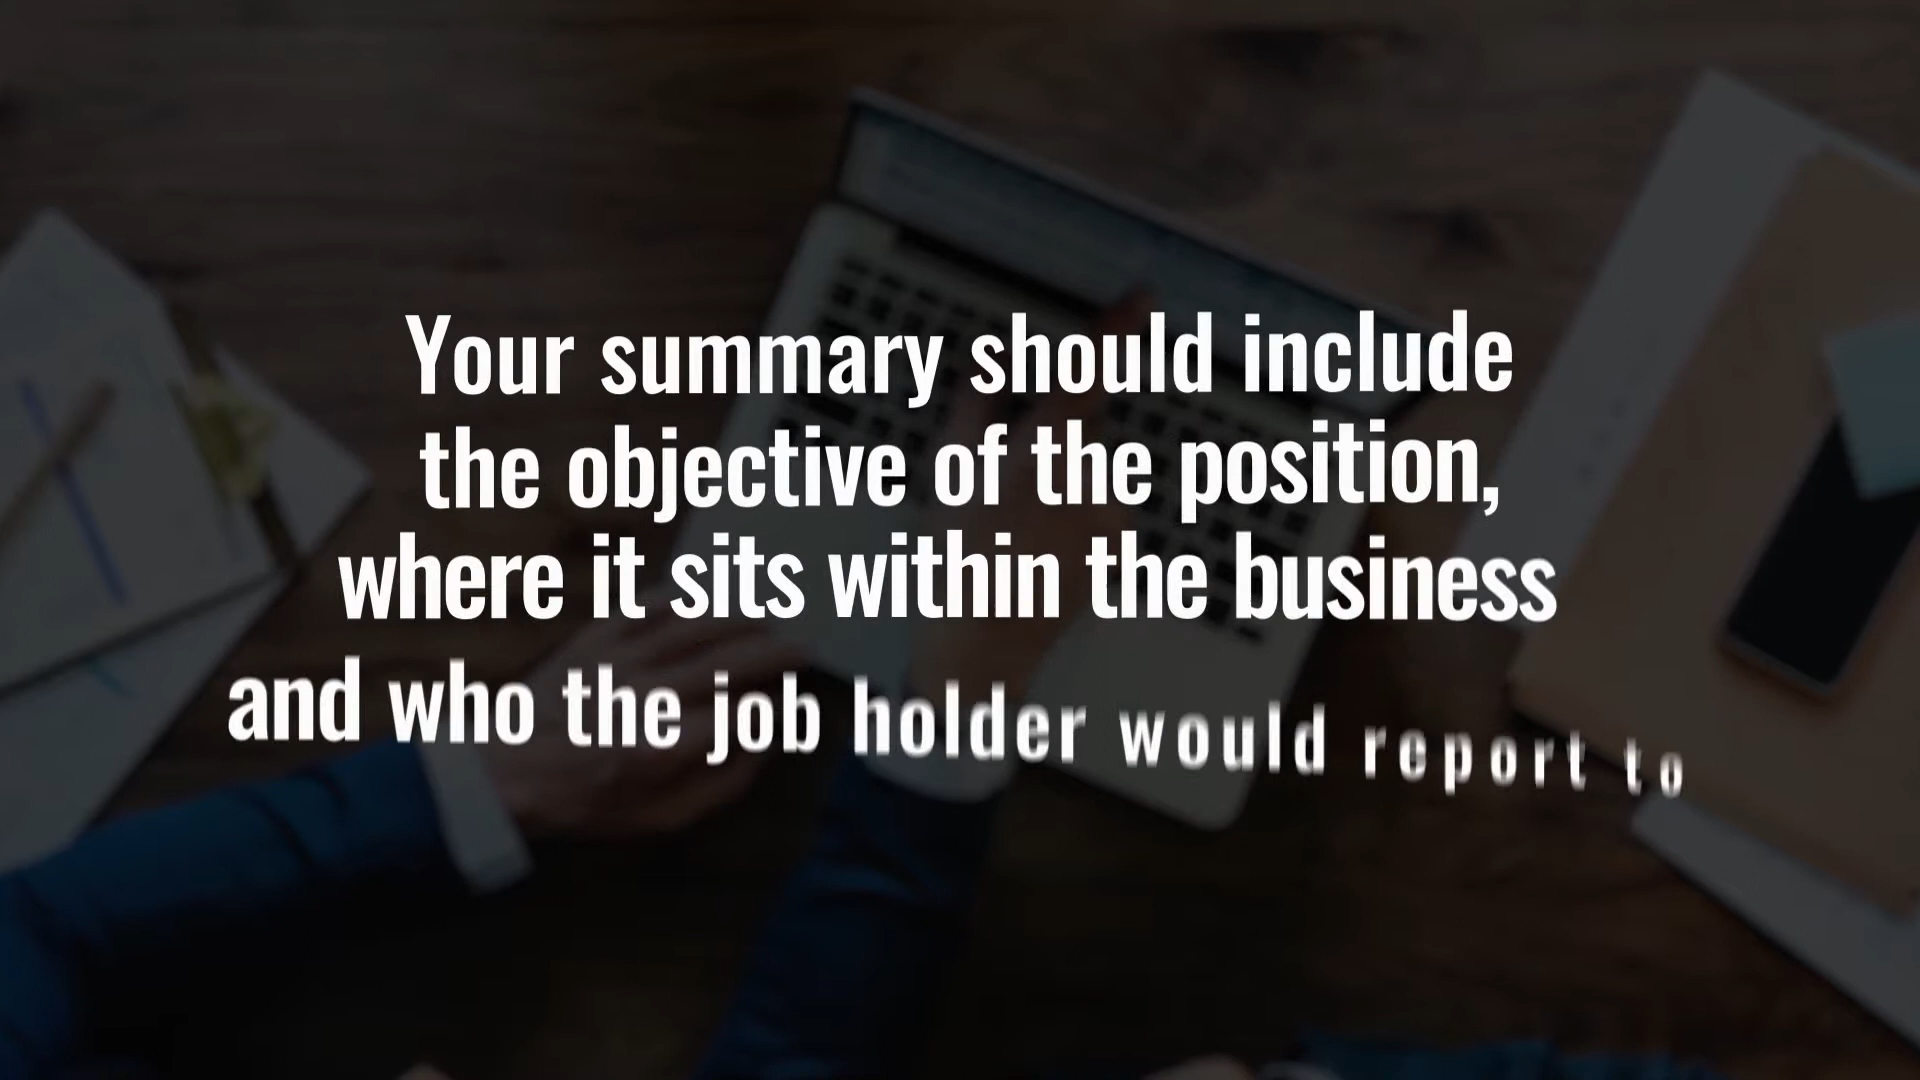 Your summary should include
the objective of the position,
where it sits within the business
and who the job holder would report to